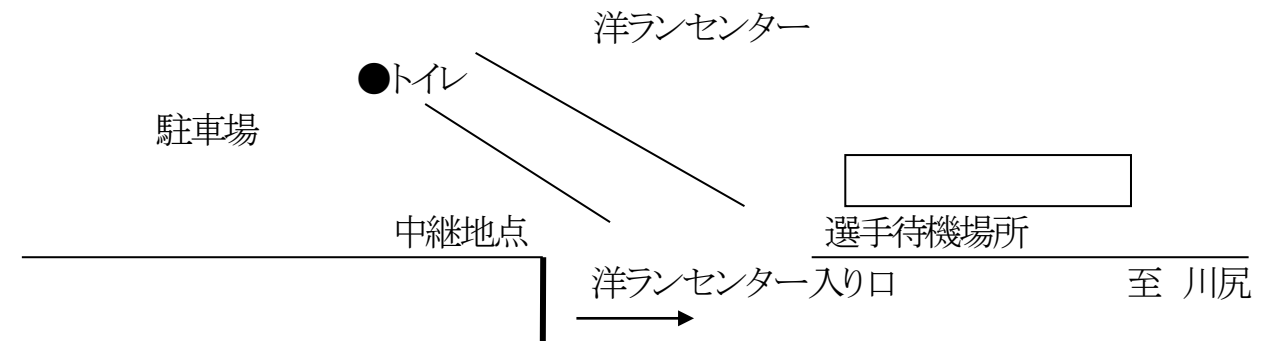 洋ランセンター
●トイレ
駐車場
中継地点
選手待機場所
洋ランセンター入り口
至 川尻